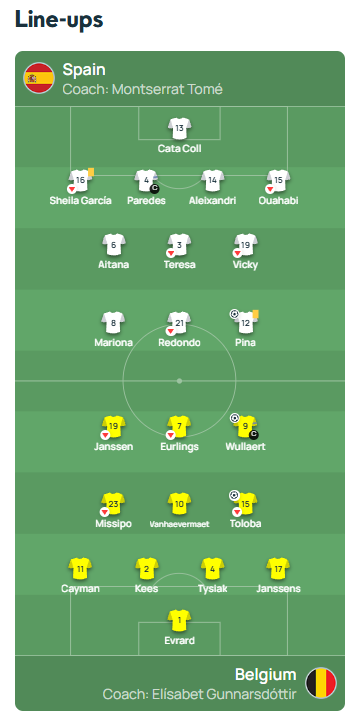 Line-ups
Spain
Coach: Montserrat Tomé
13
Cata Coll
16 4 14 15
C
Sheila García Paredes Aleixandri Ouahabi
6 3 19
Aitana Teresa Vicky
8 21 12
Mariona Redondo Pina
19 7 9
C
Janssen Eurlings Wullaert
23 10 15
Missipo Vanhaevermaet Toloba
11 2 4 17
Cayman Kees Tysiak Janssens
1
Evrard
Belgium
Coach: Elísabet Gunnarsdóttir